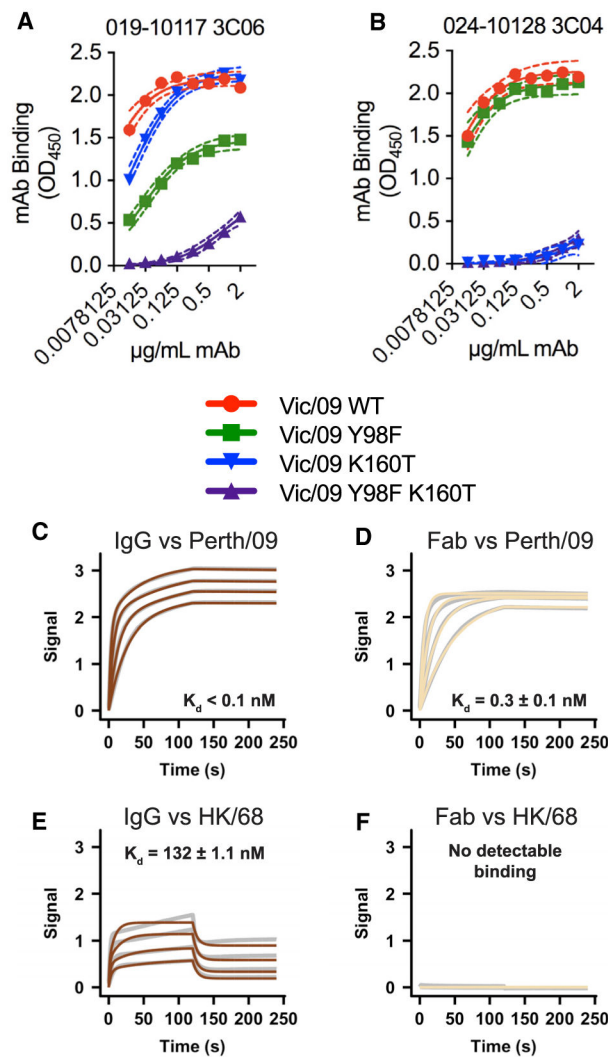 A
019-10117 3C06
mAb Binding
(OD450)
2.5
2.0
1.5
1.0
0.5
0.0
0.0078125
0.03125
0.125
0.5
2
µg/mL mAb
B
024-10128 3C04
mAb Binding
(OD450)
2.5
2.0
1.5
1.0
0.5
0.0
0.0078125
0.03125
0.125
0.5
2
µg/mL mAb
Vic/09 WT
Vic/09 Y98F
Vic/09 K160T
Vic/09 Y98F K160T
C
IgG vs Perth/09
Signal
3
2
1
0
Kd < 0.1 nM
0 50 100 150 200 250
Time (s)
D
Fab vs Perth/09
Signal
3
2
1
0
Kd = 0.3 ± 0.1 nM
0 50 100 150 200 250
Time (s)
E
IgG vs HK/68
Kd = 132 ± 1.1 nM
Signal
3
2
1
0
0 50 100 150 200 250
Time (s)
F
Fab vs HK/68
No detectable
binding
Signal
3
2
1
0
0 50 100 150 200 250
Time (s)